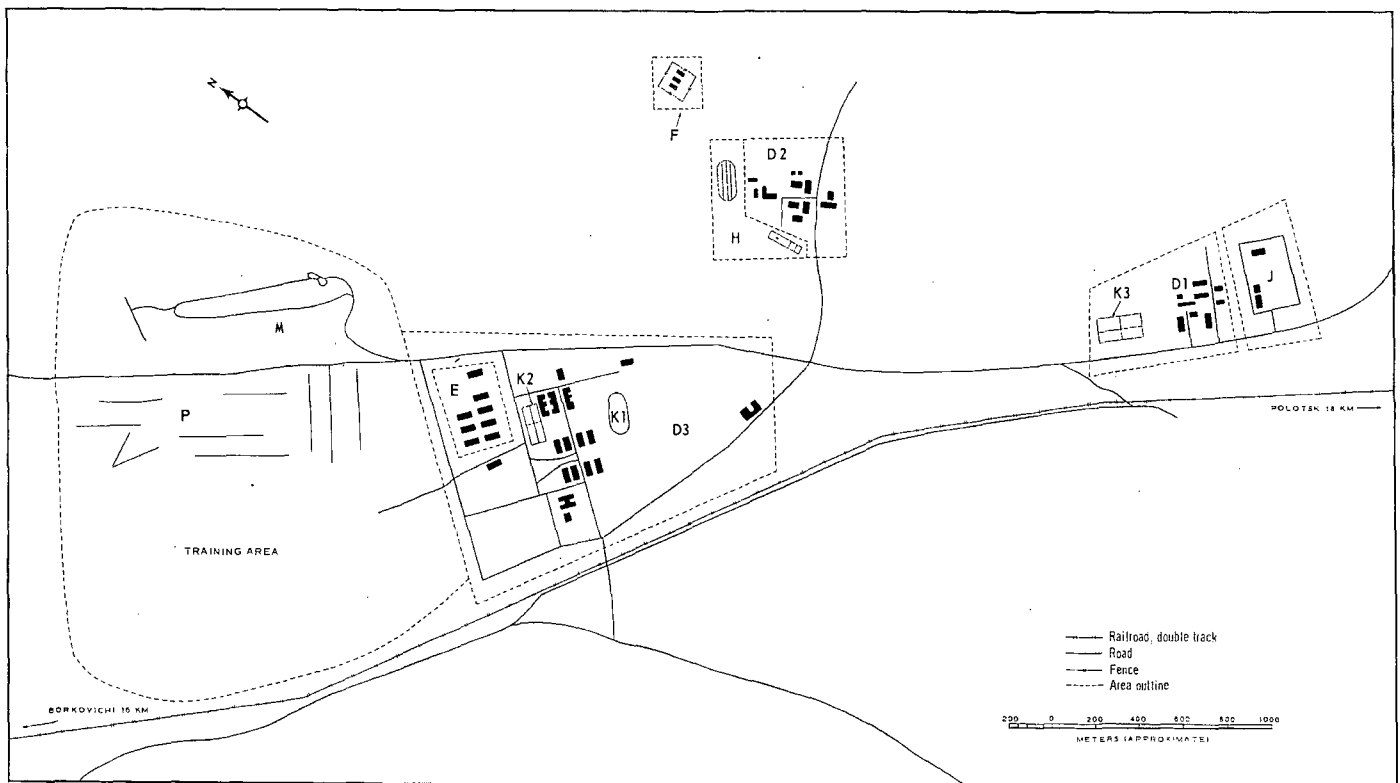 N
F
D2
H
K3
D1
J
M
E
K2
K1
D3
P
POLOTSK 18 KM
TRAINING AREA
BORKOVICHI 16 KM
Railroad, double track
Road
Fence
Area outline
200 0 200 400 600 800 1000
METERS (APPROXIMATE)